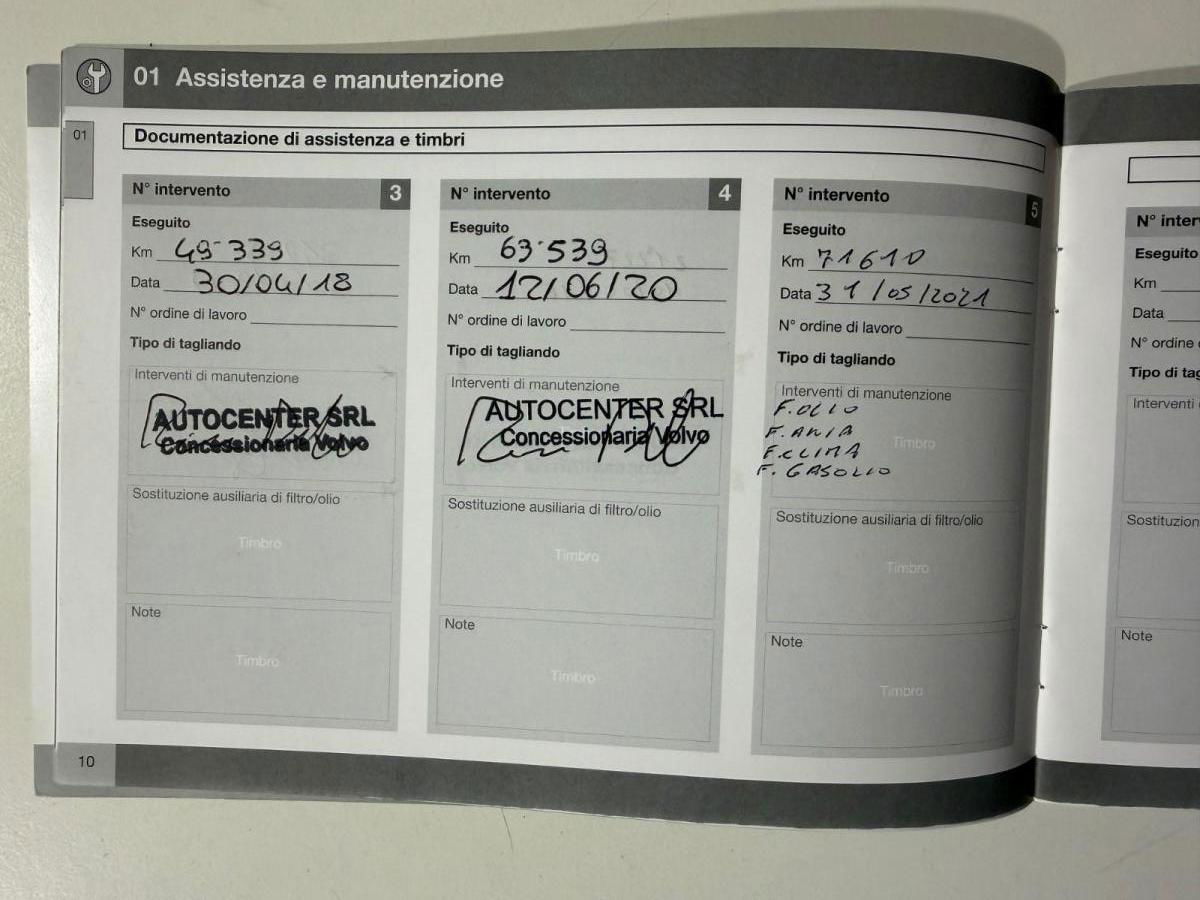 01 Assistenza e manutenzione
01
Documentazione di assistenza e timbri
N° intervento 3
Eseguito
Km 49·339
Data 30/04/18
N° ordine di lavoro
Tipo di tagliando
Interventi di manutenzione
AUTOCENTER SRL
Concessionaria Volvo
Sostituzione ausiliaria di filtro/olio
Timbro
Note
Timbro
N° intervento 4
Eseguito
Km 63·539
Data 12/06/20
N° ordine di lavoro
Tipo di tagliando
Interventi di manutenzione
AUTOCENTER SRL
Concessionaria Volvo
Sostituzione ausiliaria di filtro/olio
Timbro
Note
Timbro
N° intervento 5
Eseguito
Km 71610
Data 31/05/2021
N° ordine di lavoro
Tipo di tagliando
Interventi di manutenzione
F. OLIO
F. ARIA
Timbro
F. CLIMA
F. GASOLIO
Sostituzione ausiliaria di filtro/olio
Timbro
Note
Timbro
10
N° inter
Eseguito
Km
Data
N° ordine
Tipo di tag
Interventi
Sostituzion
Note